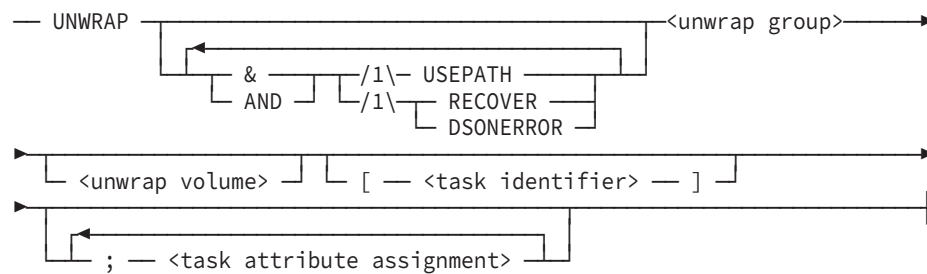 UNWRAP <unwrap group>
& /1\ USEPATH
AND /1\ RECOVER
DSONERROR
<unwrap volume> [ <task identifier> ]
; <task attribute assignment>